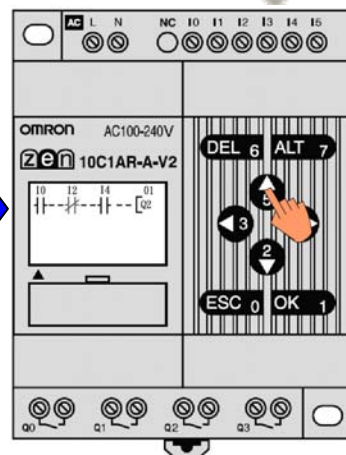 AC L N NC I0 I1 I2 I3 I4 I5
OMRON AC100-240V
zen 10C1AR-A-V2
DEL 6 ALT 7
I0 I2 I4 01
[Q2
5
3
2
ESC 0 OK 1
Q0 Q1 Q2 Q3